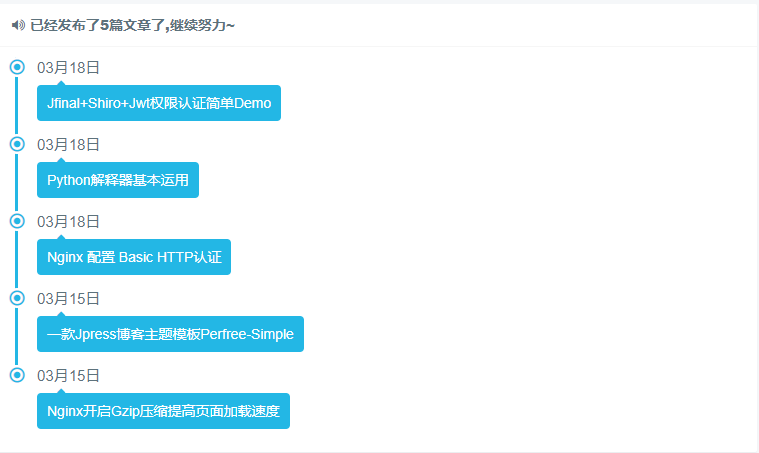 已经发布了5篇文章了,继续努力~
03月18日
Jfinal+Shiro+Jwt权限认证简单Demo
03月18日
Python解释器基本运用
03月18日
Nginx 配置 Basic HTTP认证
03月15日
一款Jpress博客主题模板Perfree-Simple
03月15日
Nginx开启Gzip压缩提高页面加载速度